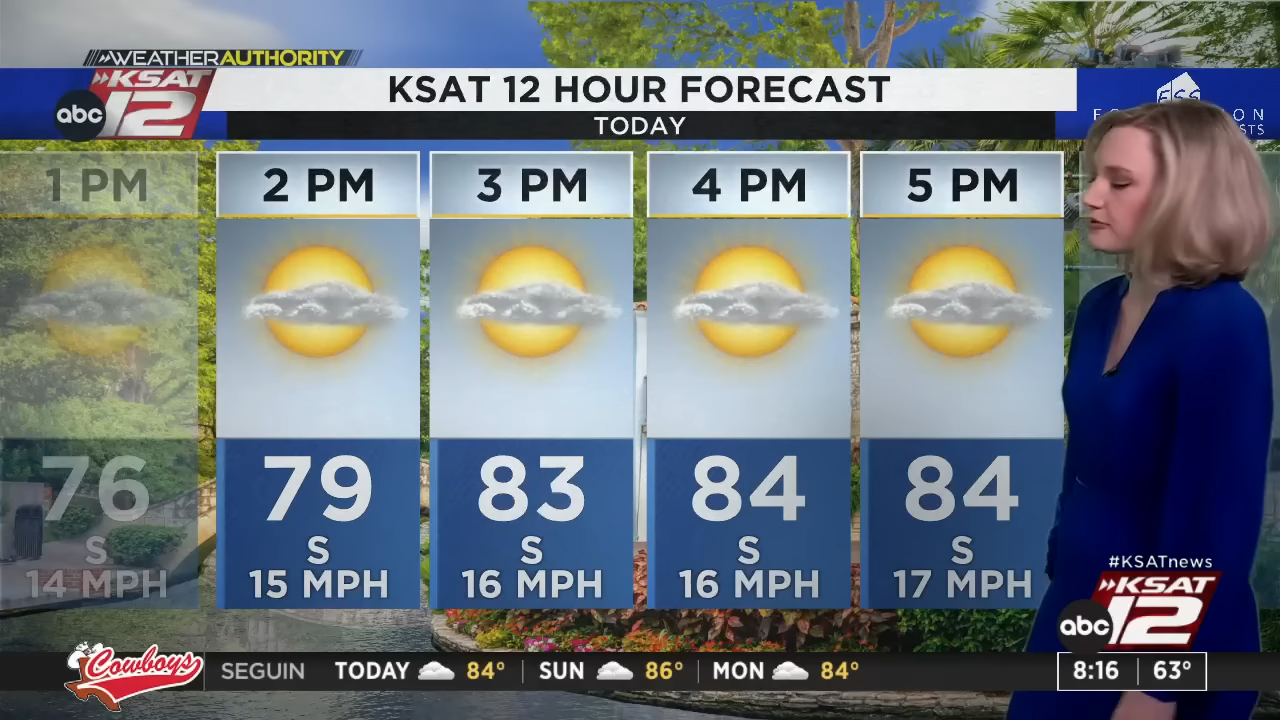 WEATHERAUTHORITY
KSAT
abc 12
KSAT 12 HOUR FORECAST
TODAY
ESS
1 PM 2 PM 3 PM 4 PM 5 PM
76 79 83 84 84
S S S S S
14 MPH 15 MPH 16 MPH 16 MPH 17 MPH
#KSATnews
KSAT
abc 12
Cowboys SEGUIN TODAY 84° SUN 86° MON 84° 8:16 63°